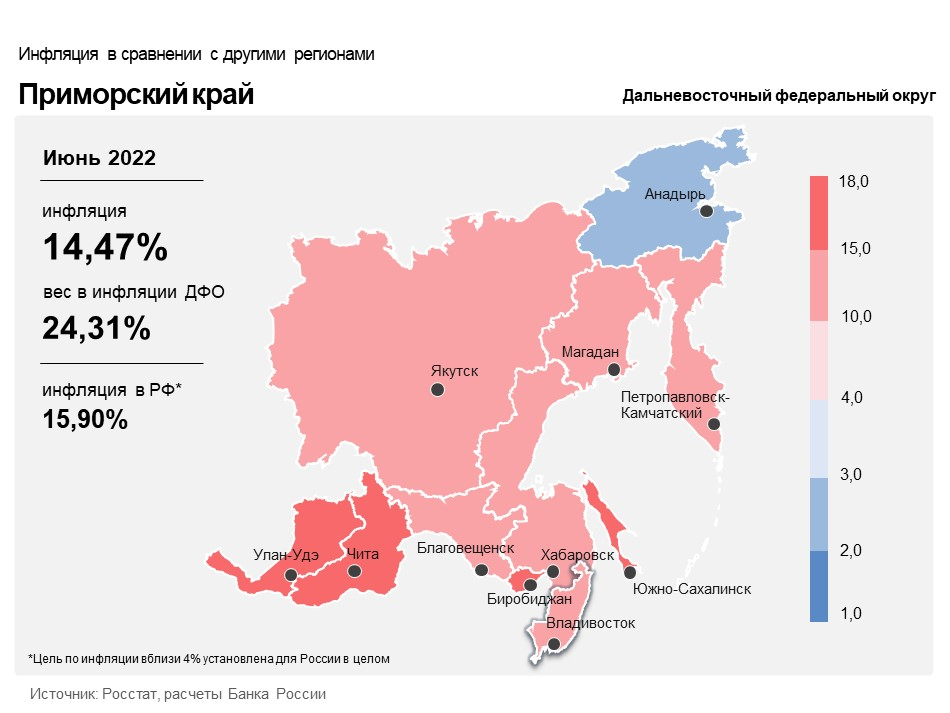 Инфляция в сравнении с другими регионами
Приморский край
Дальневосточный федеральный округ
Июнь 2022
инфляция
14,47%
вес в инфляции ДФО
24,31%
инфляция в РФ*
15,90%
Анадырь
Якутск
Магадан
Петропавловск-
Камчатский
Улан-Удэ
Чита
Благовещенск
Хабаровск
Биробиджан
Южно-Сахалинск
Владивосток
18,0
15,0
10,0
4,0
3,0
2,0
1,0
*Цель по инфляции вблизи 4% установлена для России в целом
Источник: Росстат, расчеты Банка России